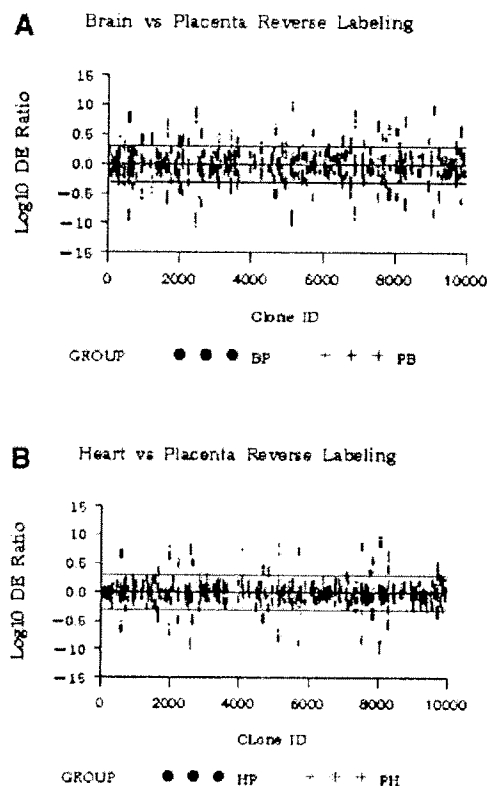 A Brain vs Placenta Reverse Labeling
Log10 DE Ratio
15
10
0.5
0.0
−0.5
−10
−15
0 2000 4000 6000 8000 10000
Clone ID
GROUP BP PB
B Heart vs Placenta Reverse Labeling
Log10 DE Ratio
15
10
0.5
0.0
−0.5
−10
−15
0 2000 4000 6000 8000 10000
CLone ID
GROUP HP PH